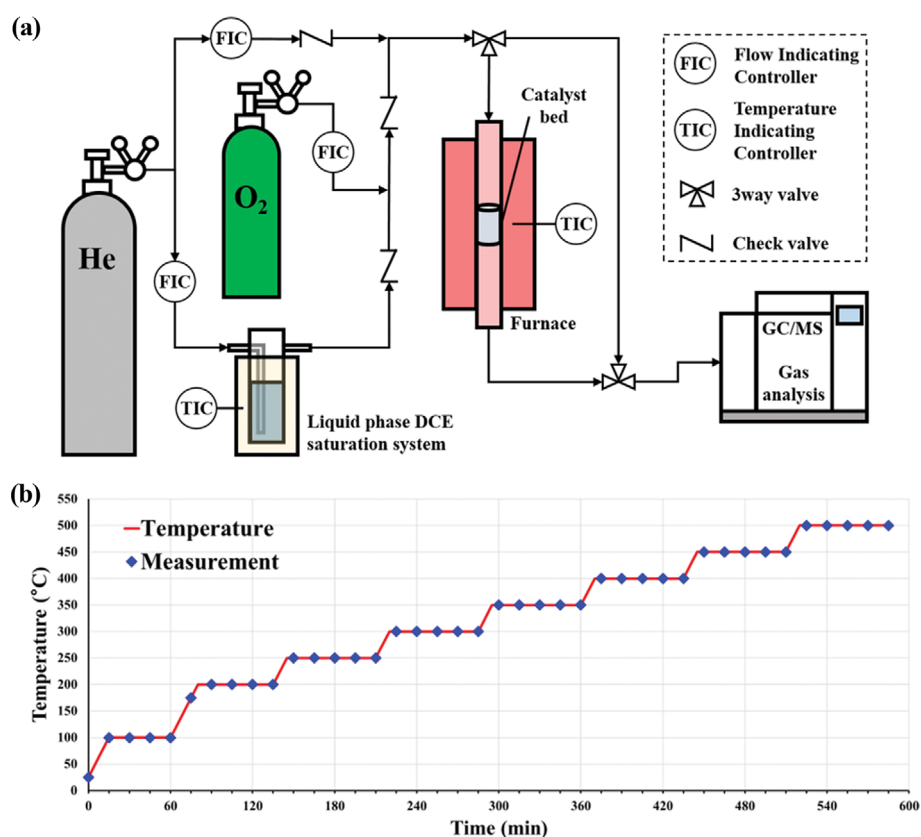 (a)
FIC
FIC
O2
He
FIC
TIC
Liquid phase DCE
saturation system
Catalyst
bed
TIC
Furnace
FIC
Flow Indicating
Controller
TIC
Temperature
Indicating
Controller
3way valve
Check valve
GC/MS
Gas
analysis
(b)
Temperature
Measurement
Temperature (°C)
550
500
450
400
350
300
250
200
150
100
50
0
0 60 120 180 240 300 360 420 480 540 600
Time (min)